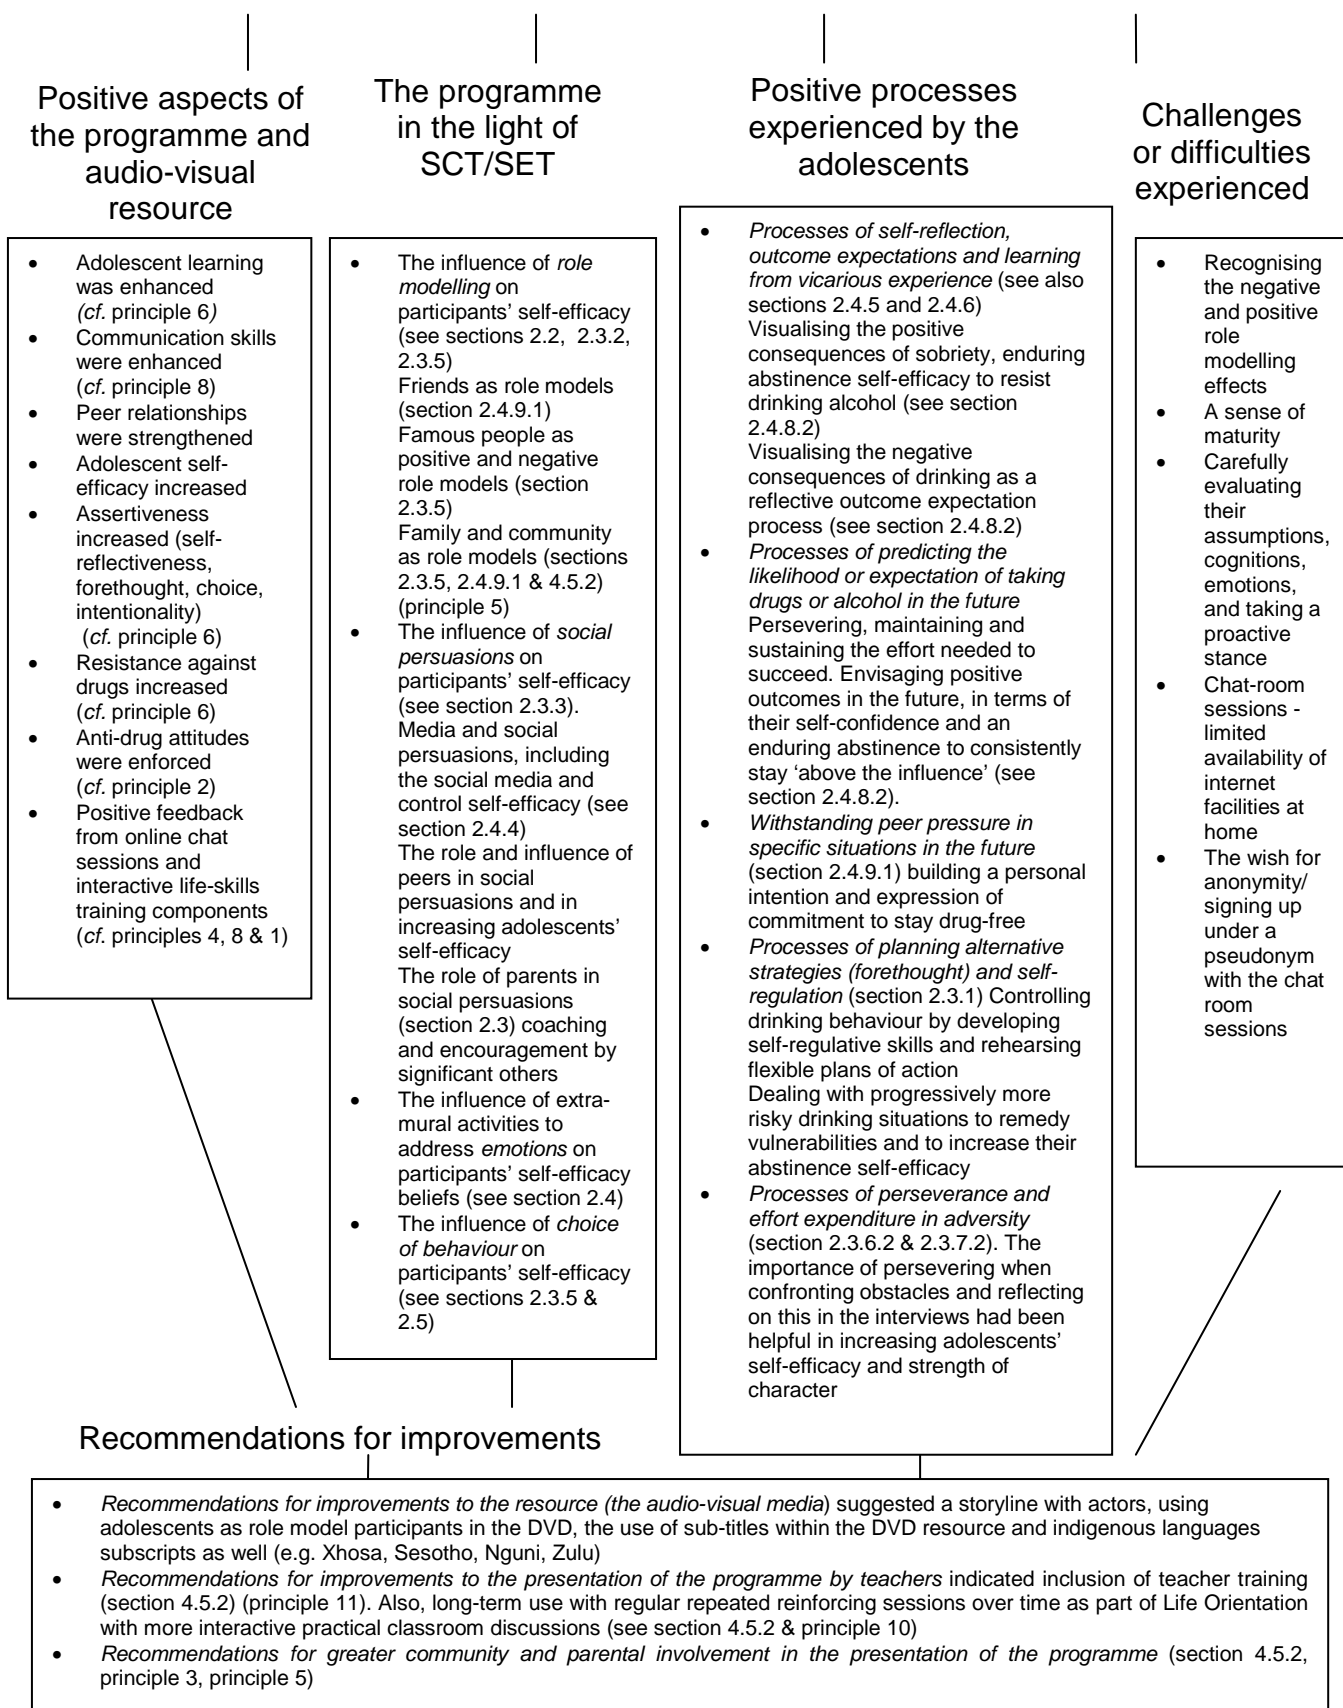 Positive aspects of
the programme and
audio-visual
resource
• Adolescent learning
was enhanced
(cf. principle 6)
• Communication skills
were enhanced
(cf. principle 8)
• Peer relationships
were strengthened
• Adolescent self-
efficacy increased
• Assertiveness
increased (self-
reflectiveness,
forethought, choice,
intentionality)
(cf. principle 6)
• Resistance against
drugs increased
(cf. principle 6)
• Anti-drug attitudes
were enforced
(cf. principle 2)
• Positive feedback
from online chat
sessions and
interactive life-skills
training components
(cf. principles 4, 8 & 1)
The programme
in the light of
SCT/SET
• The influence of role
modelling on
participants' self-efficacy
(see sections 2.2, 2.3.2,
2.3.5)
Friends as role models
(section 2.4.9.1)
Famous people as
positive and negative
role models (section
2.3.5)
Family and community
as role models (sections
2.3.5, 2.4.9.1 & 4.5.2)
(principle 5)
• The influence of social
persuasions on
participants' self-efficacy
(see section 2.3.3).
Media and social
persuasions, including
the social media and
control self-efficacy (see
section 2.4.4)
The role and influence of
peers in social
persuasions and in
increasing adolescents'
self-efficacy
The role of parents in
social persuasions
(section 2.3) coaching
and encouragement by
significant others
• The influence of extra-
mural activities to
address emotions on
participants' self-efficacy
beliefs (see section 2.4)
• The influence of choice
of behaviour on
participants' self-efficacy
(see sections 2.3.5 &
2.5)
Positive processes
experienced by the
adolescents
• Processes of self-reflection,
outcome expectations and learning
from vicarious experience (see also
sections 2.4.5 and 2.4.6)
Visualising the positive
consequences of sobriety, enduring
abstinence self-efficacy to resist
drinking alcohol (see section
2.4.8.2)
Visualising the negative
consequences of drinking as a
reflective outcome expectation
process (see section 2.4.8.2)
• Processes of predicting the
likelihood or expectation of taking
drugs or alcohol in the future
Persevering, maintaining and
sustaining the effort needed to
succeed. Envisaging positive
outcomes in the future, in terms of
their self-confidence and an
enduring abstinence to consistently
stay 'above the influence' (see
section 2.4.8.2).
• Withstanding peer pressure in
specific situations in the future
(section 2.4.9.1) building a personal
intention and expression of
commitment to stay drug-free
• Processes of planning alternative
strategies (forethought) and self-
regulation (section 2.3.1) Controlling
drinking behaviour by developing
self-regulative skills and rehearsing
flexible plans of action
Dealing with progressively more
risky drinking situations to remedy
vulnerabilities and to increase their
abstinence self-efficacy
• Processes of perseverance and
effort expenditure in adversity
(section 2.3.6.2 & 2.3.7.2). The
importance of persevering when
confronting obstacles and reflecting
on this in the interviews had been
helpful in increasing adolescents'
self-efficacy and strength of
character
Challenges
or difficulties
experienced
• Recognising
the negative
and positive
role
modelling
effects
• A sense of
maturity
• Carefully
evaluating
their
assumptions,
cognitions,
emotions,
and taking a
proactive
stance
• Chat-room
sessions -
limited
availability of
internet
facilities at
home
• The wish for
anonymity/
signing up
under a
pseudonym
with the chat
room
sessions
Recommendations for improvements
• Recommendations for improvements to the resource (the audio-visual media) suggested a storyline with actors, using
adolescents as role model participants in the DVD, the use of sub-titles within the DVD resource and indigenous languages
subscripts as well (e.g. Xhosa, Sesotho, Nguni, Zulu)
• Recommendations for improvements to the presentation of the programme by teachers indicated inclusion of teacher training
(section 4.5.2) (principle 11). Also, long-term use with regular repeated reinforcing sessions over time as part of Life Orientation
with more interactive practical classroom discussions (see section 4.5.2 & principle 10)
• Recommendations for greater community and parental involvement in the presentation of the programme (section 4.5.2,
principle 3, principle 5)